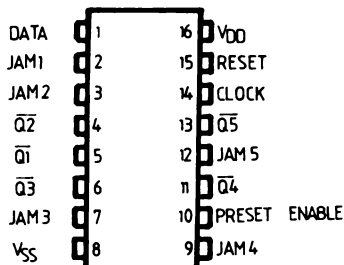 DATA 1 16 VDD
JAM1 2 15 RESET
JAM2 3 14 CLOCK
Q̅2̅ 4 13 Q̅5̅
Q̅1̅ 5 12 JAM5
Q̅3̅ 6 11 Q̅4̅
JAM3 7 10 PRESET ENABLE
VSS 8 9 JAM4